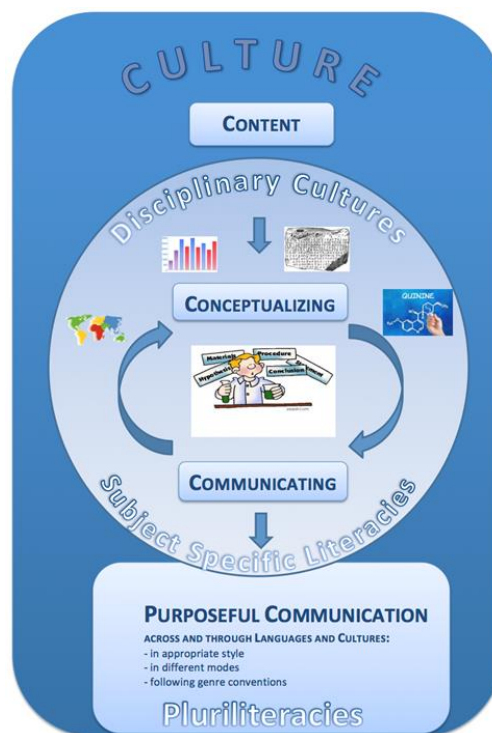 CULTURE
CONTENT
Disciplinary Cultures
CONCEPTUALIZING
QUININE
Materials
Procedure
Hypothesis
Conclusion
COMMUNICATING
Subject Specific Literacies
PURPOSEFUL COMMUNICATION
ACROSS AND THROUGH LANGUAGES AND CULTURES:
- in appropriate style
- in different modes
- following genre conventions
Pluriliteracies